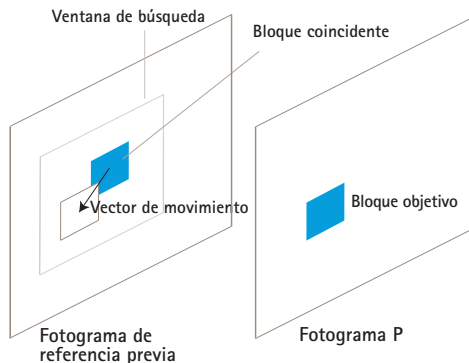 Ventana de búsqueda
Bloque coincidente
Vector de movimiento
Bloque objetivo
Fotograma de
referencia previa
Fotograma P